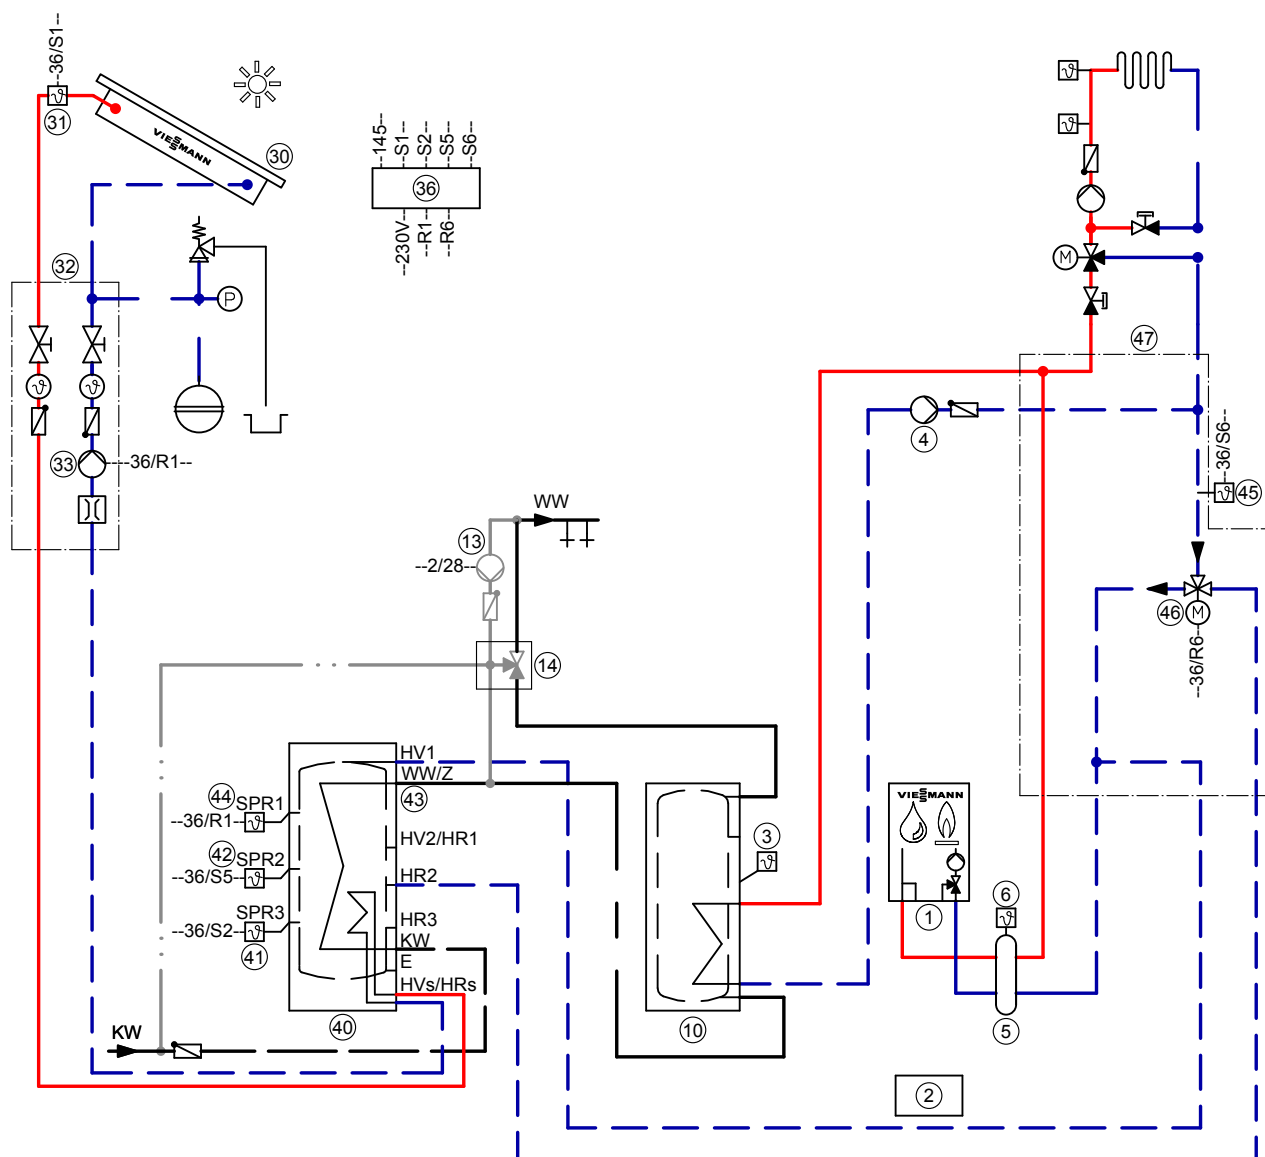 --36/S1--
31
VIESSMANN
30
--145--
S1--
S2--
S5--
S6--
36
--230V--
--R1--
--R6--
M
32
P
47
4
33
----36/R1--
--36/S6--
45
WW
13
--2/28--
46
M
--36/R6--
14
HV1
WW/Z
43
44
SPR1
--36/R1--
HV2/HR1
42
SPR2
--36/S5--
HR2
SPR3
--36/S2--
41
HR3
KW
E
HVs/HRs
40
3
10
VIESSMANN
1
6
5
KW
2